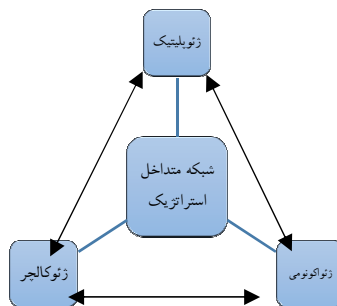 ژئوپلیتیک
شبکه متداخل
استراتژیک
ژئواکونومی
ژئوکالچر